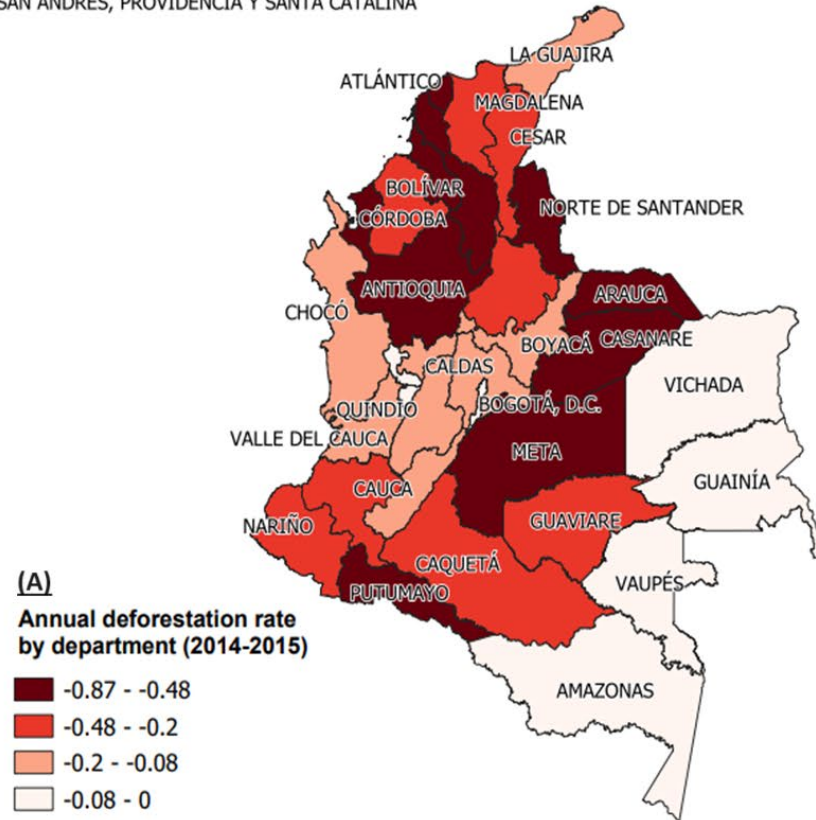 SAN ANDRÉS, PROVIDENCIA Y SANTA CATALINA
LA GUAJIRA
ATLÁNTICO
MAGDALENA
CESAR
BOLÍVAR
NORTE DE SANTANDER
CÓRDOBA
ANTIOQUIA
ARAUCA
CHOCÓ
BOYACÁ
CASANARE
CALDAS
VICHADA
QUINDIO
BOGOTÁ, D.C.
VALLE DEL CAUCA
META
GUAINÍA
CAUCA
NARIÑO
GUAVIARE
CAQUETÁ
VAUPÉS
PUTUMAYO
AMAZONAS
(A)
Annual deforestation rate
by department (2014-2015)
-0.87 - -0.48
-0.48 - -0.2
-0.2 - -0.08
-0.08 - 0